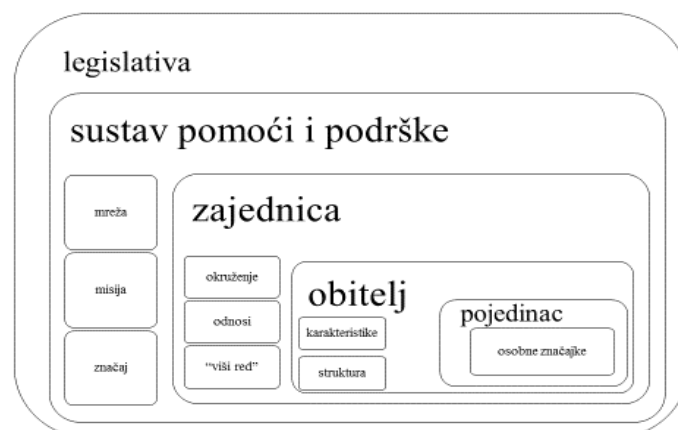 legislativa
sustav pomoći i podrške
mreža
misija
značaj
zajednica
okruženje
odnosi
“viši red”
obitelj
karakteristike
struktura
pojedinac
osobne značajke